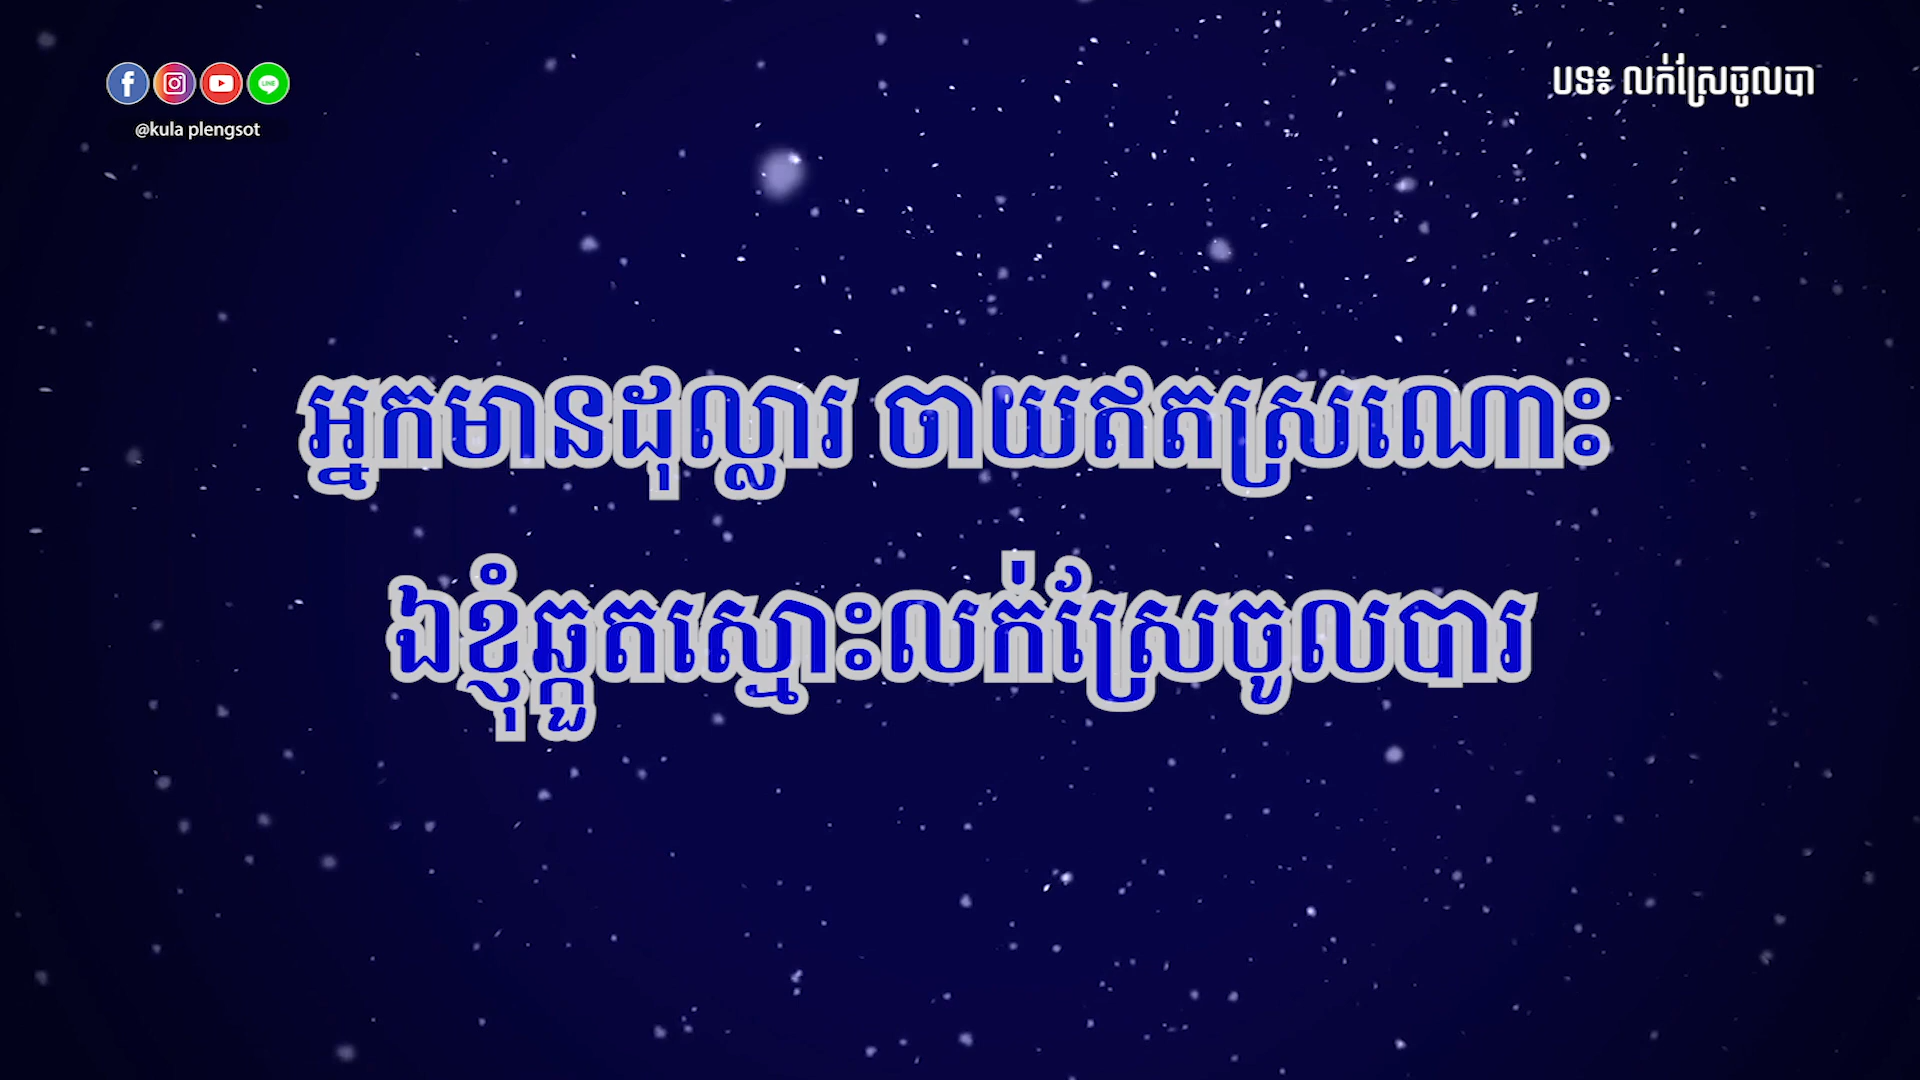 @kula plengsot
បទ៖ លក់ស្រែចូលបា
អ្នកមានដុល្លារ ចាយឥតស្រណោះ
ឯខ្ញុំឆ្កួតស្មោះលក់ស្រែចូលបារ